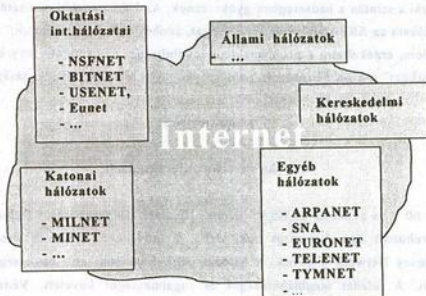 Oktatási
int.hálózatai
- NSFNET
- BITNET
- USENET,
- Eunet
- ...
Állami hálózatok
- ...
Kereskedelmi
hálózatok
Internet
Katonai
hálózatok
- MILNET
- MINET
- ...
Egyéb
hálózatok
- ARPANET
- SNA
- EURONET
- TELENET
- TYMNET
- ...